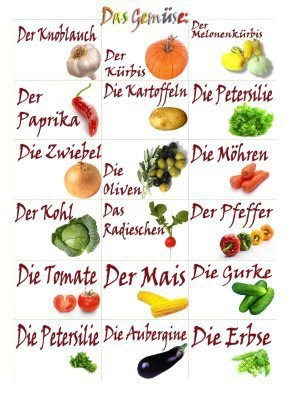 Das Gemüse:
Der Knoblauch
Der
Kürbis
Der
Melonenkürbis
Der
Paprika
Die Kartoffeln
Die Petersilie
Die Zwiebel
Die
Oliven
Die Möhren
Der Kohl
Das
Radieschen
Der Pfeffer
Die Tomate
Der Mais
Die Gurke
Die Petersilie
Die Aubergine
Die Erbse